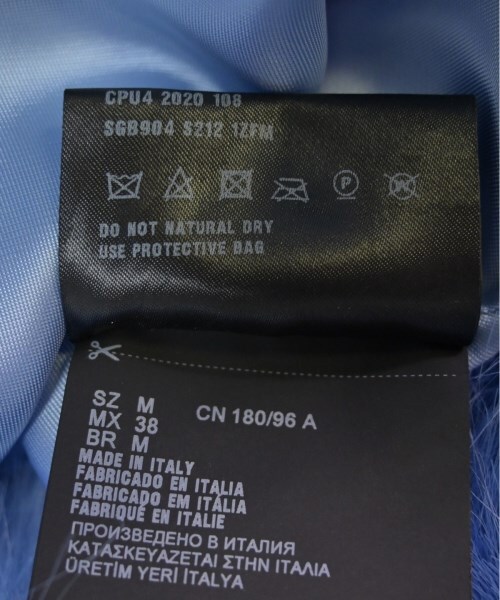 CPU4 2020 108
SGB904 S212 1ZFM
P
DO NOT NATURAL DRY
USE PROTECTIVE BAG
SZ M
MX 38
BR M
CN 180/96 A
MADE IN ITALY
FABRICADO EN ITALIA
FABRICADO EM ITÁLIA
FABRIQUÉ EN ITALIE
ПРОИЗВЕДЕНО В ИТАЛИЯ
ΚΑΤΑΣΚΕΥΑΖΕΤΑΙ ΣΤΗΝ ΙΤΑΛΙΑ
ÜRETİM YERİ İTALYA